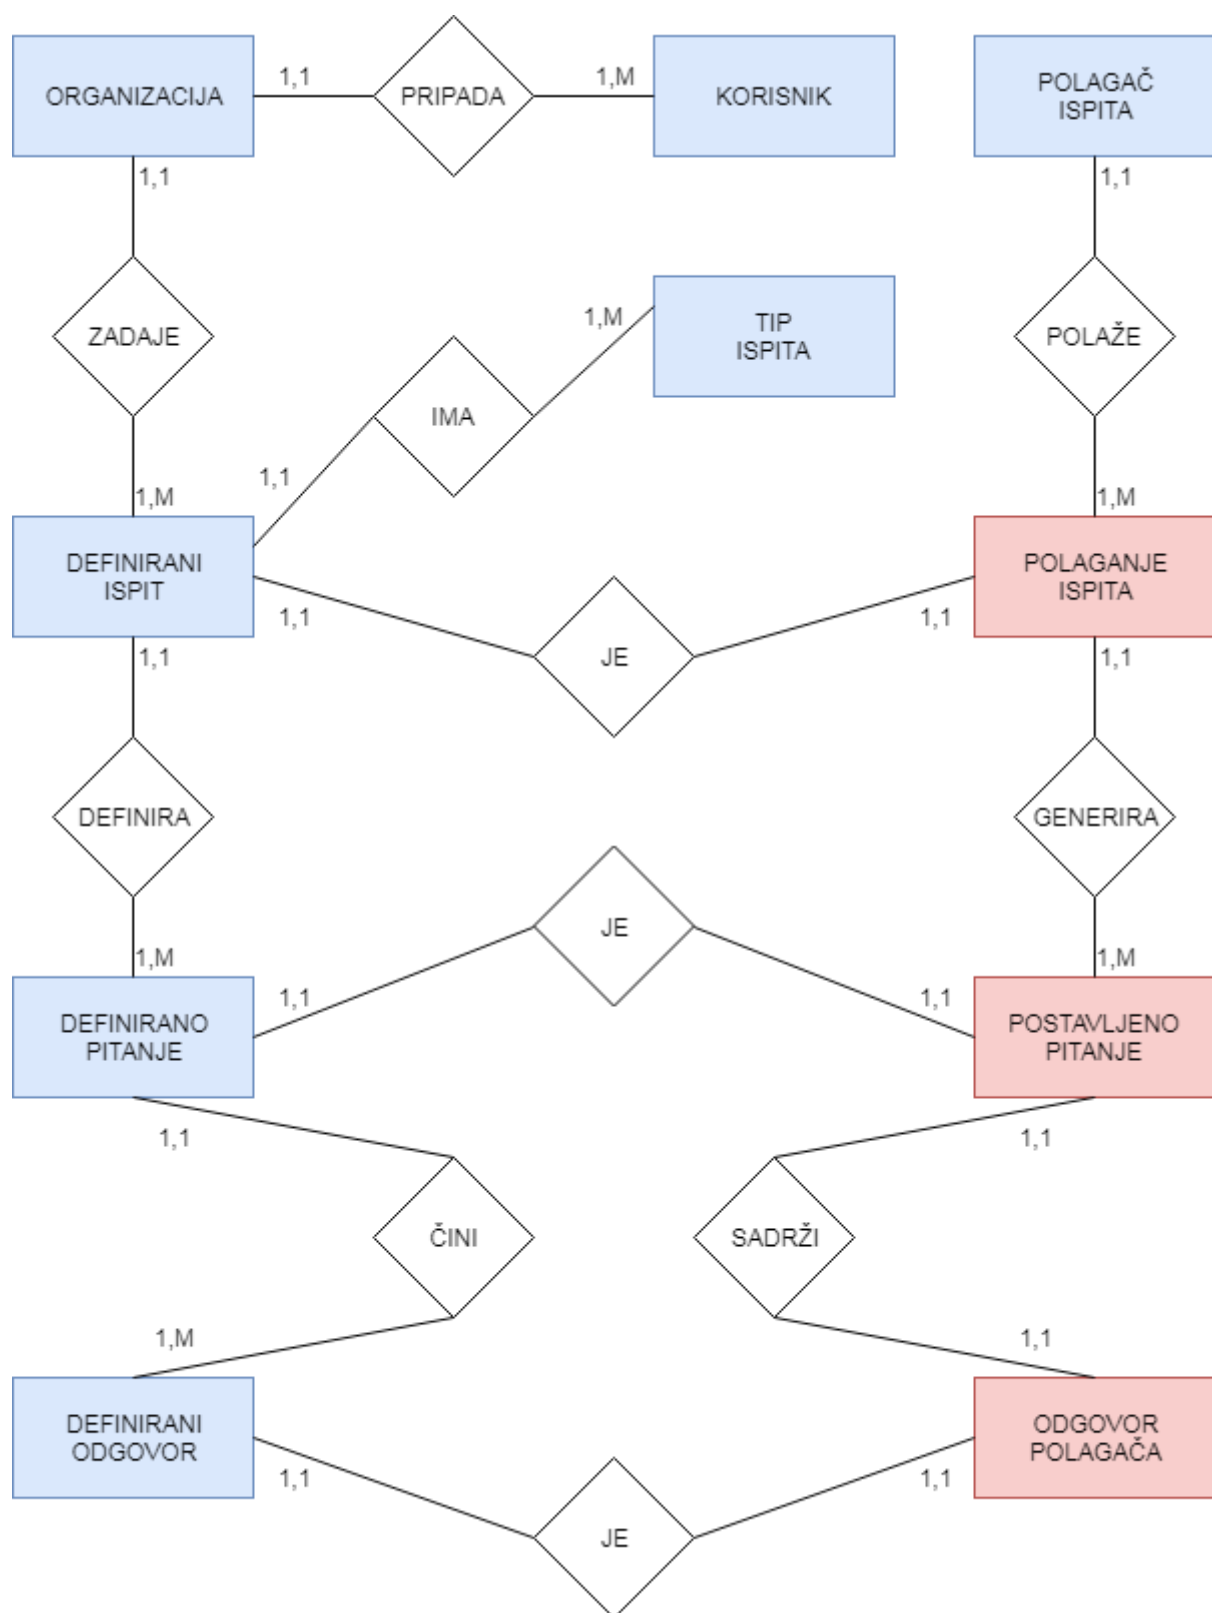 ORGANIZACIJA
1,1
PRIPADA
1,M
KORISNIK
POLAGAČ
ISPITA
1,1
1,1
ZADAJE
1,M
TIP
ISPITA
POLAŽE
IMA
1,1
1,M
1,M
DEFINIRANI
ISPIT
POLAGANJE
ISPITA
1,1
1,1
1,1
1,1
JE
DEFINIRA
GENERIRA
JE
1,M
1,M
1,1
1,1
DEFINIRANO
PITANJE
POSTAVLJENO
PITANJE
1,1
1,1
ČINI
SADRŽI
1,M
1,1
DEFINIRANI
ODGOVOR
ODGOVOR
POLAGAČA
1,1
1,1
JE